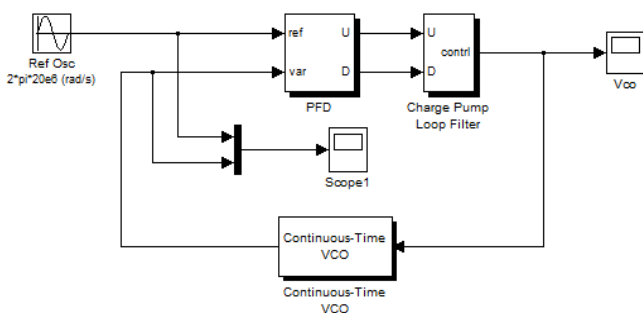 Ref Osc
2*pi*20e6 (rad/s)
ref
U
var
D
PFD
U
contrl
D
Charge Pump
Loop Filter
Vco
Scope1
Continuous-Time
VCO
Continuous-Time
VCO